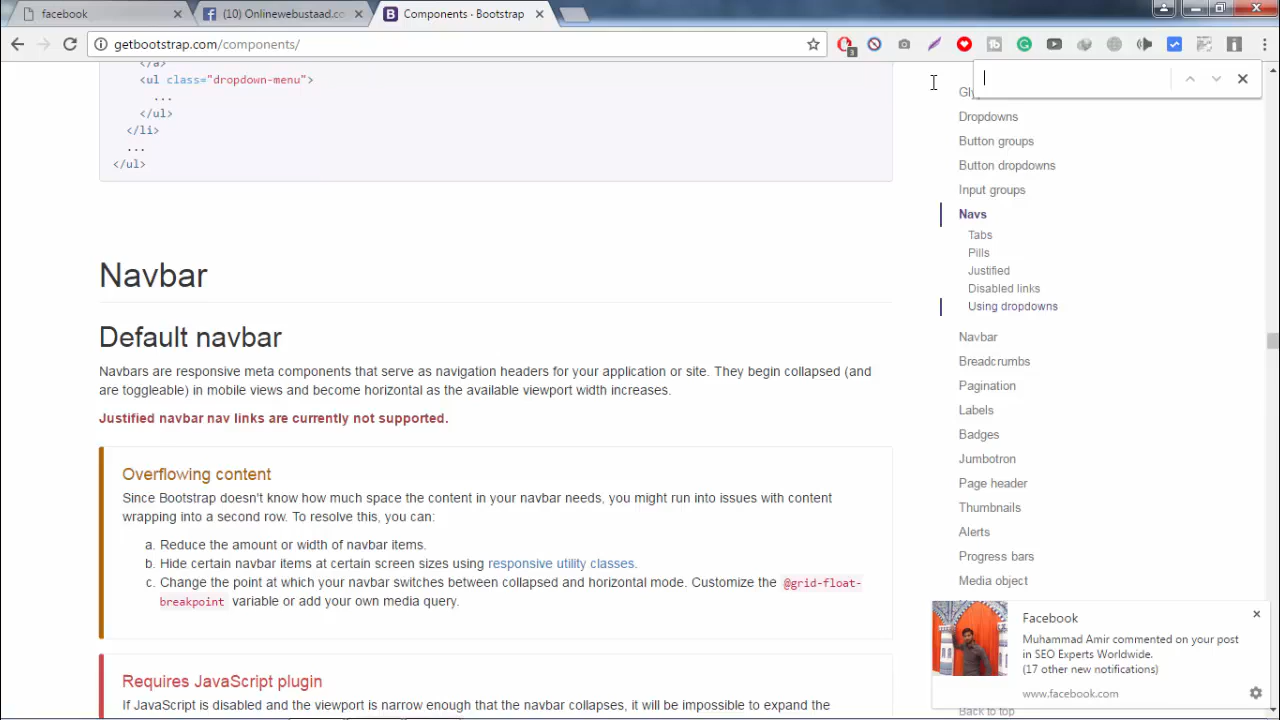 facebook
(10) Onlinewebustaad.co
Components · Bootstrap
getbootstrap.com/components/
3
</a>
<ul class="dropdown-menu">
...
</ul>
</li>
...
</ul>
Navbar
Default navbar
Navbars are responsive meta components that serve as navigation headers for your application or site. They begin collapsed (and
are toggleable) in mobile views and become horizontal as the available viewport width increases.
Justified navbar nav links are currently not supported.
Overflowing content
Since Bootstrap doesn't know how much space the content in your navbar needs, you might run into issues with content
wrapping into a second row. To resolve this, you can:
a. Reduce the amount or width of navbar items.
b. Hide certain navbar items at certain screen sizes using responsive utility classes.
c. Change the point at which your navbar switches between collapsed and horizontal mode. Customize the @grid-float-
breakpoint variable or add your own media query.
Requires JavaScript plugin
If JavaScript is disabled and the viewport is narrow enough that the navbar collapses, it will be impossible to expand the
Dropdowns
Button groups
Button dropdowns
Input groups
Navs
Tabs
Pills
Justified
Disabled links
Using dropdowns
Navbar
Breadcrumbs
Pagination
Labels
Badges
Jumbotron
Page header
Thumbnails
Alerts
Progress bars
Media object
Facebook
Muhammad Amir commented on your post
in SEO Experts Worldwide.
(17 other new notifications)
www.facebook.com
Back to top